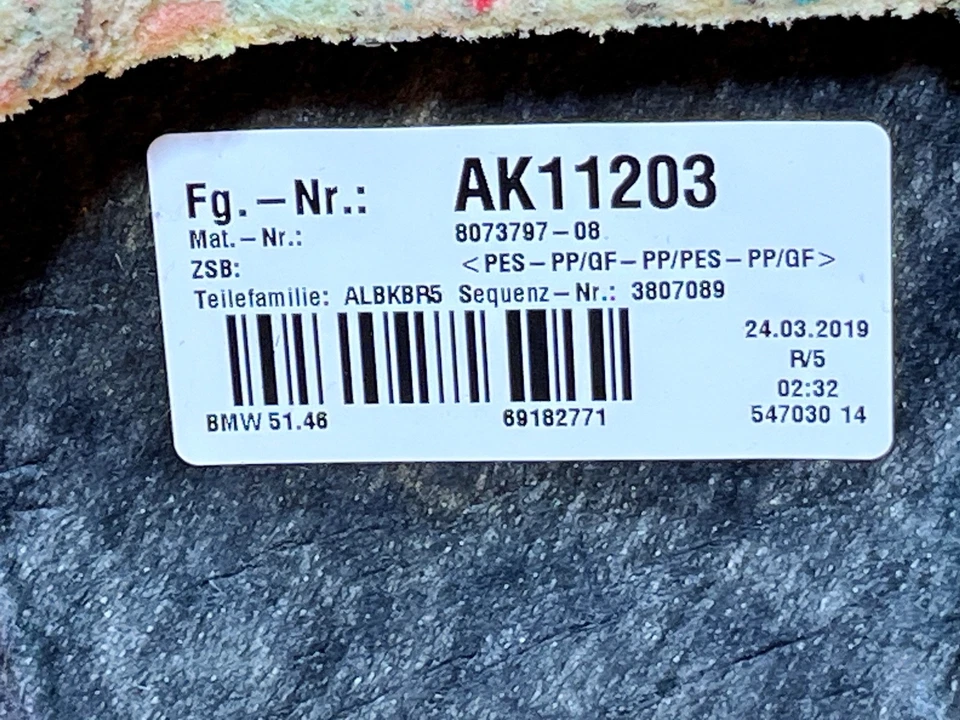 Fg.–Nr.: AK11203
Mat.–Nr.: 8073797–08
ZSB: <PES–PP/GF–PP/PES–PP/GF>
Teilefamilie: ALBKBR5 Sequenz–Nr.: 3807089
24.03.2019
R/5
02:32
BMW 51.46 69182771 547030 14